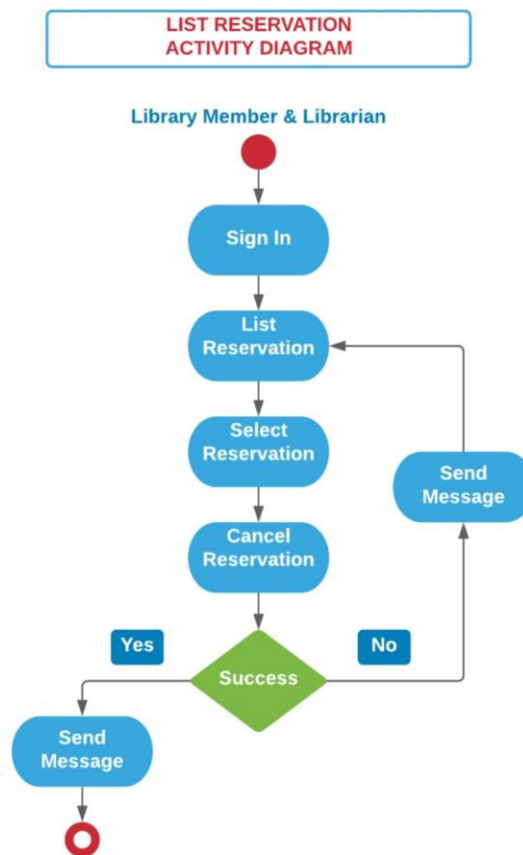 LIST RESERVATION
ACTIVITY DIAGRAM
Library Member & Librarian
Sign In
List
Reservation
Select
Reservation
Send
Message
Cancel
Reservation
Yes
No
Success
Send
Message